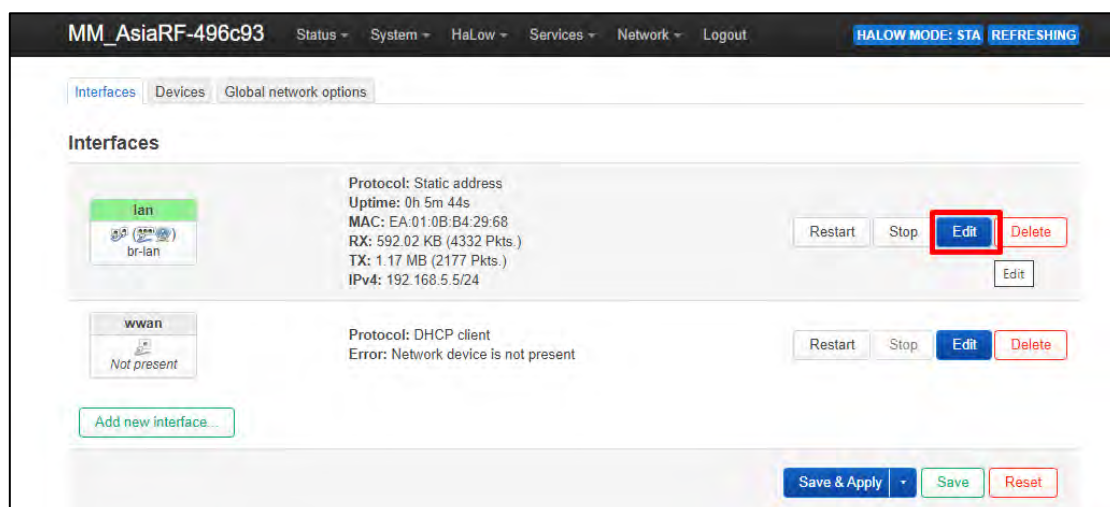 MM_AsiaRF-496c93 Status System HaLow Services Network Logout HALOW MODE: STA REFRESHING
Interfaces Devices Global network options
Interfaces
lan
br-lan
Protocol: Static address
Uptime: 0h 5m 44s
MAC: EA:01:0B:B4:29:68
RX: 592.02 KB (4332 Pkts.)
TX: 1.17 MB (2177 Pkts.)
IPv4: 192.168.5.5/24
Restart Stop Edit Delete
Edit
wwan
Not present
Protocol: DHCP client
Error: Network device is not present
Restart Stop Edit Delete
Add new interface...
Save & Apply Save Reset